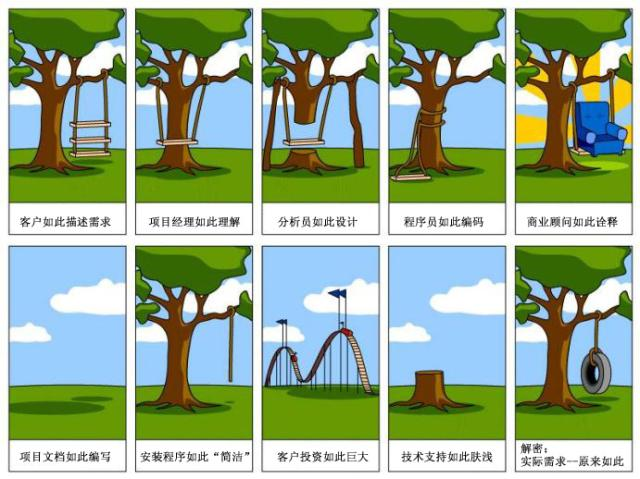 客户如此描述需求
项目经理如此理解
分析员如此设计
程序员如此编码
商业顾问如此诠释
项目文档如此编写
安装程序如此“简洁”
客户投资如此巨大
技术支持如此肤浅
解密：
实际需求--原来如此